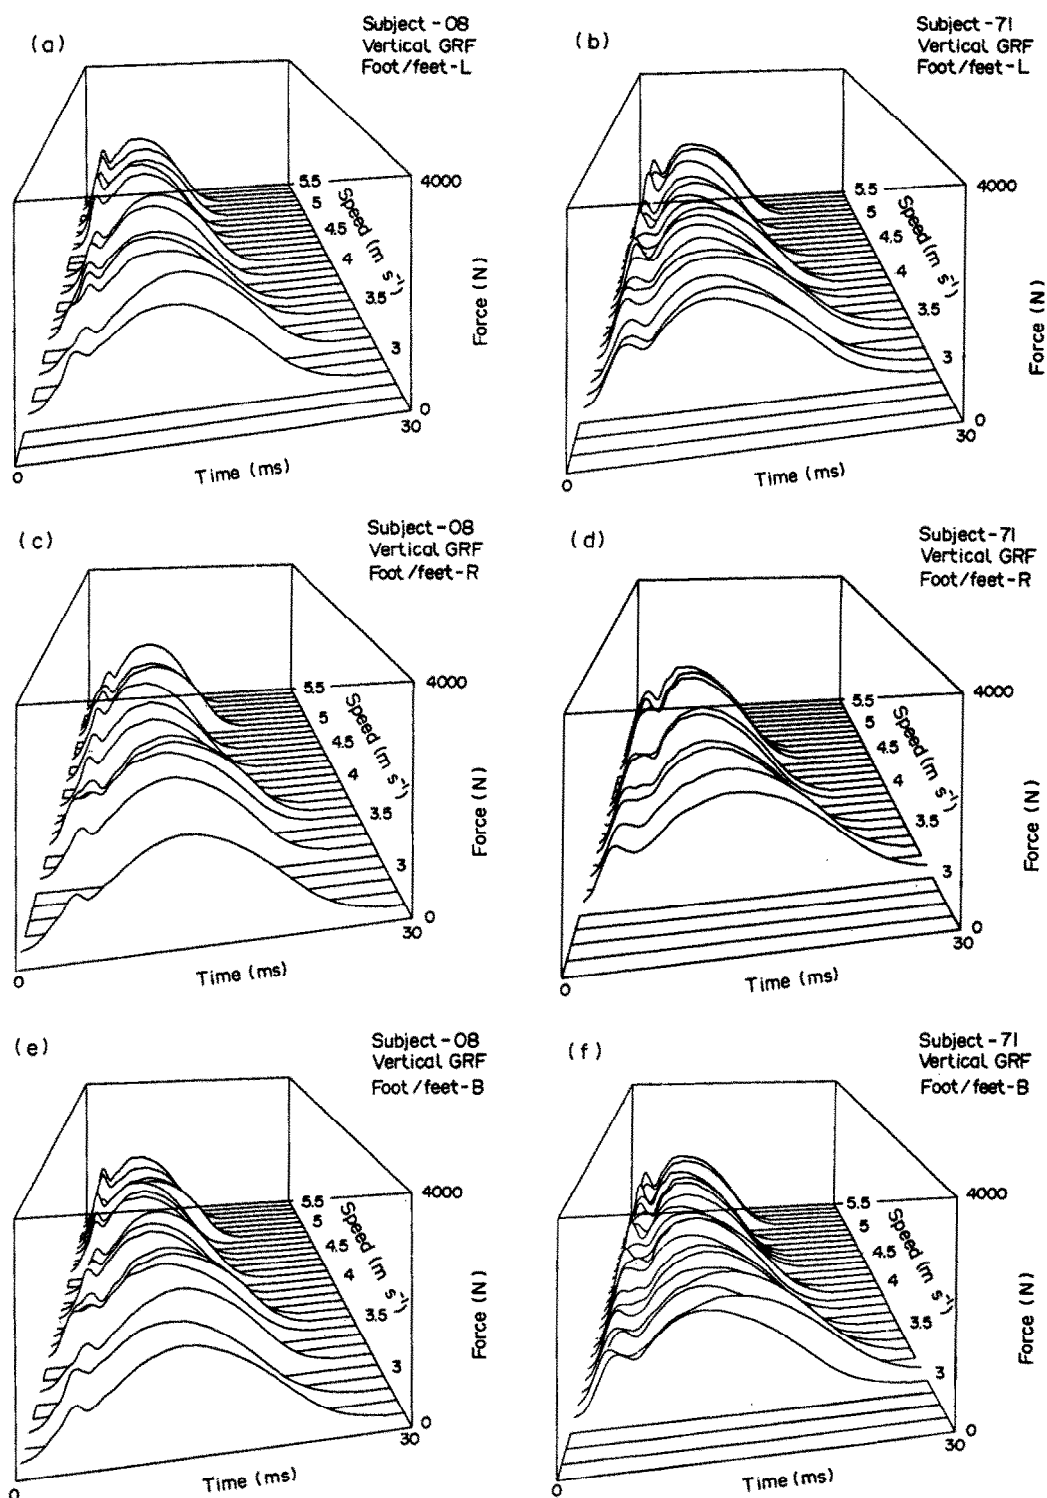 (a)
Subject-08
Vertical GRF
Foot/feet-L
4000
5.5
5
4.5
4
3.5
3
Speed (m s⁻¹)
Force (N)
0
30
0
Time (ms)
(b)
Subject-71
Vertical GRF
Foot/feet-L
4000
5.5
5
4.5
4
3.5
3
Speed (m s⁻¹)
Force (N)
0
30
0
Time (ms)
(c)
Subject-08
Vertical GRF
Foot/feet-R
4000
5.5
5
4.5
4
3.5
3
Speed (m s⁻¹)
Force (N)
0
30
0
Time (ms)
(d)
Subject-71
Vertical GRF
Foot/feet-R
4000
5.5
5
4.5
4
3.5
3
Speed (m s⁻¹)
Force (N)
0
30
0
Time (ms)
(e)
Subject-08
Vertical GRF
Foot/feet-B
4000
5.5
5
4.5
4
3.5
3
Speed (m s⁻¹)
Force (N)
0
30
0
Time (ms)
(f)
Subject-71
Vertical GRF
Foot/feet-B
4000
5.5
5
4.5
4
3.5
3
Speed (m s⁻¹)
Force (N)
0
30
0
Time (ms)